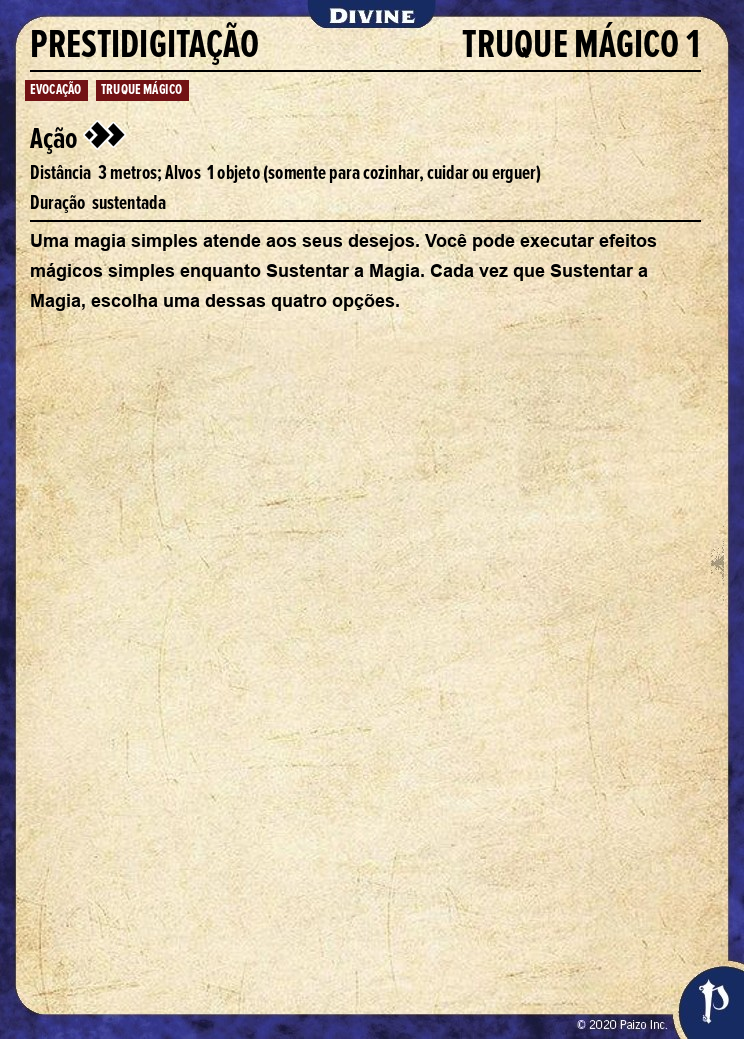 DIVINE
PRESTIDIGITAÇÃO TRUQUE MÁGICO 1
EVOCAÇÃO TRUQUE MÁGICO
Ação
Distância 3 metros; Alvos 1 objeto (somente para cozinhar, cuidar ou erguer)
Duração sustentada
Uma magia simples atende aos seus desejos. Você pode executar efeitos
mágicos simples enquanto Sustentar a Magia. Cada vez que Sustentar a
Magia, escolha uma dessas quatro opções.
© 2020 Paizo Inc.
P